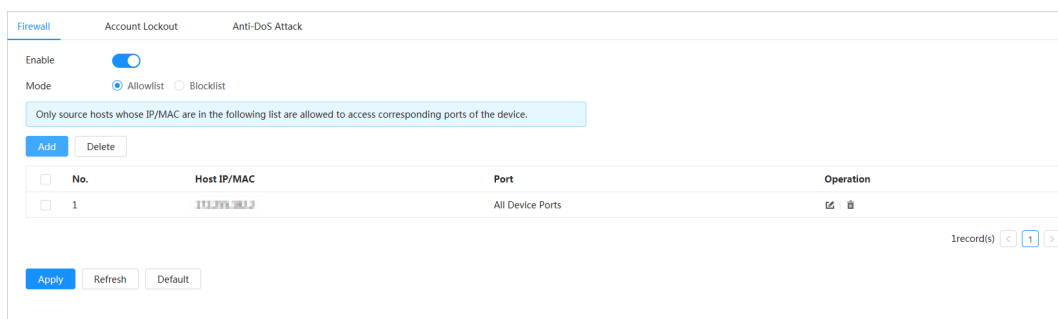 Firewall Account Lockout Anti-DoS Attack
Enable
Mode Allowlist Blocklist
Only source hosts whose IP/MAC are in the following list are allowed to access corresponding ports of the device.
Add Delete
No. Host IP/MAC Port Operation
1 All Device Ports
1record(s) < 1 >
Apply Refresh Default